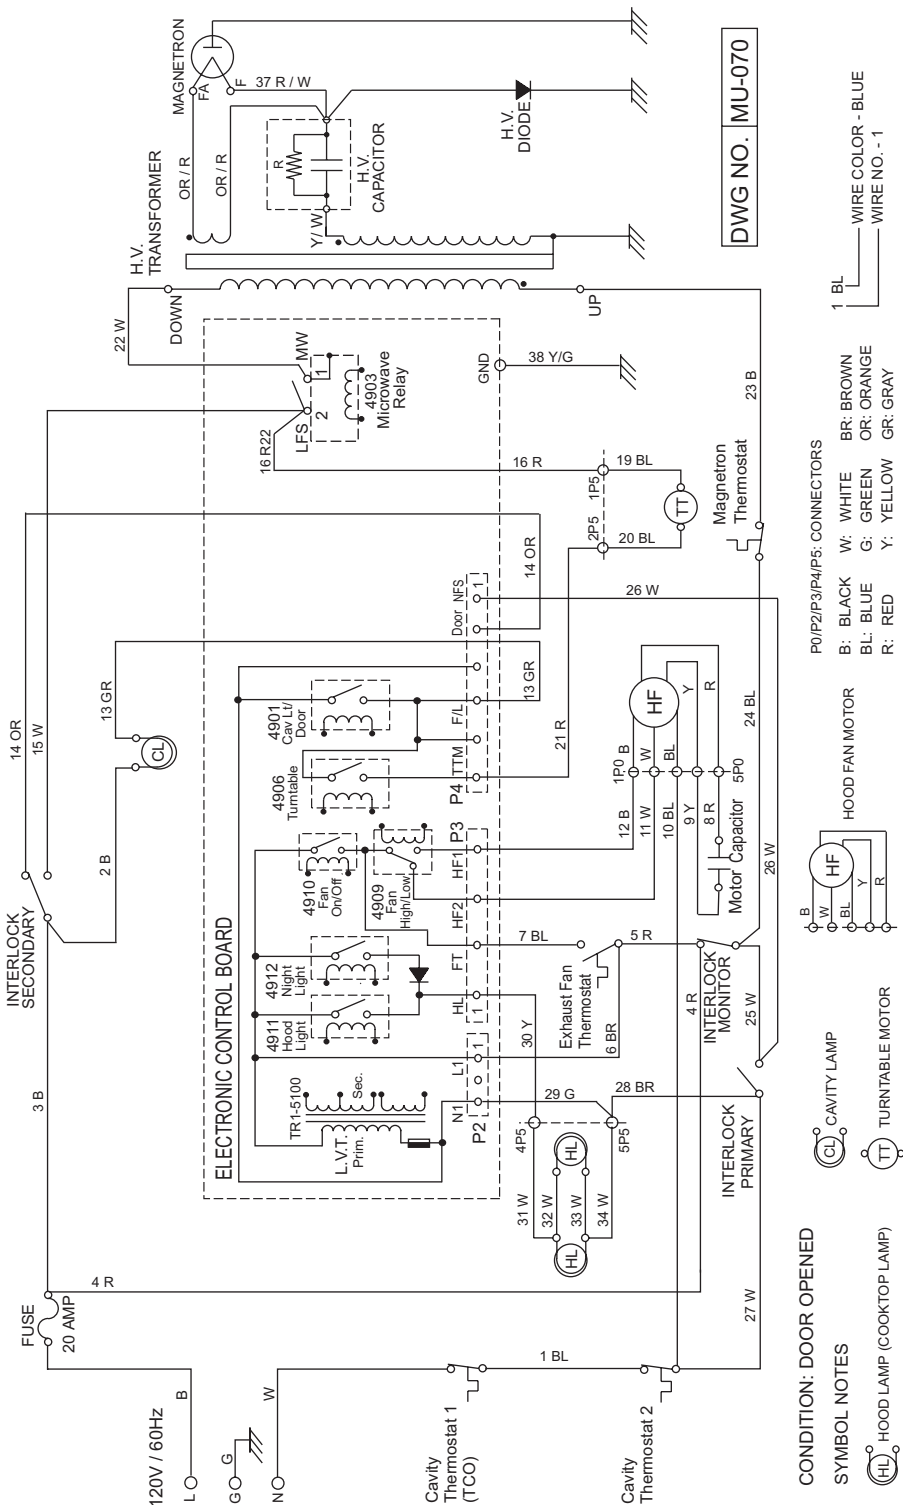 120V / 60Hz
L
B
G
G
N
W
FUSE
20 AMP
4 R
3 B
INTERLOCK
SECONDARY
14 OR
15 W
2 B
13 GR
CL
22 W
H.V.
TRANSFORMER
DOWN
UP
MAGNETRON
FA
F
OR / R
OR / R
37 R / W
R
Y / W
H.V.
CAPACITOR
H.V.
DIODE
ELECTRONIC CONTROL BOARD
TR1-5100
Sec.
L.V.T.
Prim.
4911
Hood
Light
4912
Night
Light
4910
Fan
On/Off
4909
Fan
High/Low
4906
Turntable
4901
Cav Lt/
Door
LFS
MW
2
1
4903
Microwave
Relay
16 R22
GND
38 Y/G
P2
N1
L1
1
HL
1
FT
HF2
HF1
P3
P4
TTM
F/L
Door
NFS
1
13 GR
14 OR
16 R
21 R
2P5
1P5
20 BL
19 BL
TT
26 W
23 B
Magnetron
Thermostat
29 G
30 Y
6 BR
7 BL
Exhaust Fan
Thermostat
5 R
4 R
28 BR
4P5
5P5
31 W
32 W
33 W
34 W
HL
HL
12 B
11 W
10 BL
9 Y
8 R
1P0
5P0
B
W
BL
Y
R
HF
Motor Capacitor
24 BL
26 W
INTERLOCK
MONITOR
25 W
INTERLOCK
PRIMARY
27 W
Cavity
Thermostat 1
(TCO)
1 BL
Cavity
Thermostat 2
DWG NO.
MU-070
CONDITION: DOOR OPENED
SYMBOL NOTES
HL
HOOD LAMP (COOKTOP LAMP)
CL
CAVITY LAMP
TT
TURNTABLE MOTOR
HOOD FAN MOTOR
B
W
BL
Y
R
HF
P0/P2/P3/P4/P5: CONNECTORS
B: BLACK W: WHITE BR: BROWN
BL: BLUE G: GREEN OR: ORANGE
R: RED Y: YELLOW GR: GRAY
1 BL
WIRE COLOR - BLUE
WIRE NO. - 1